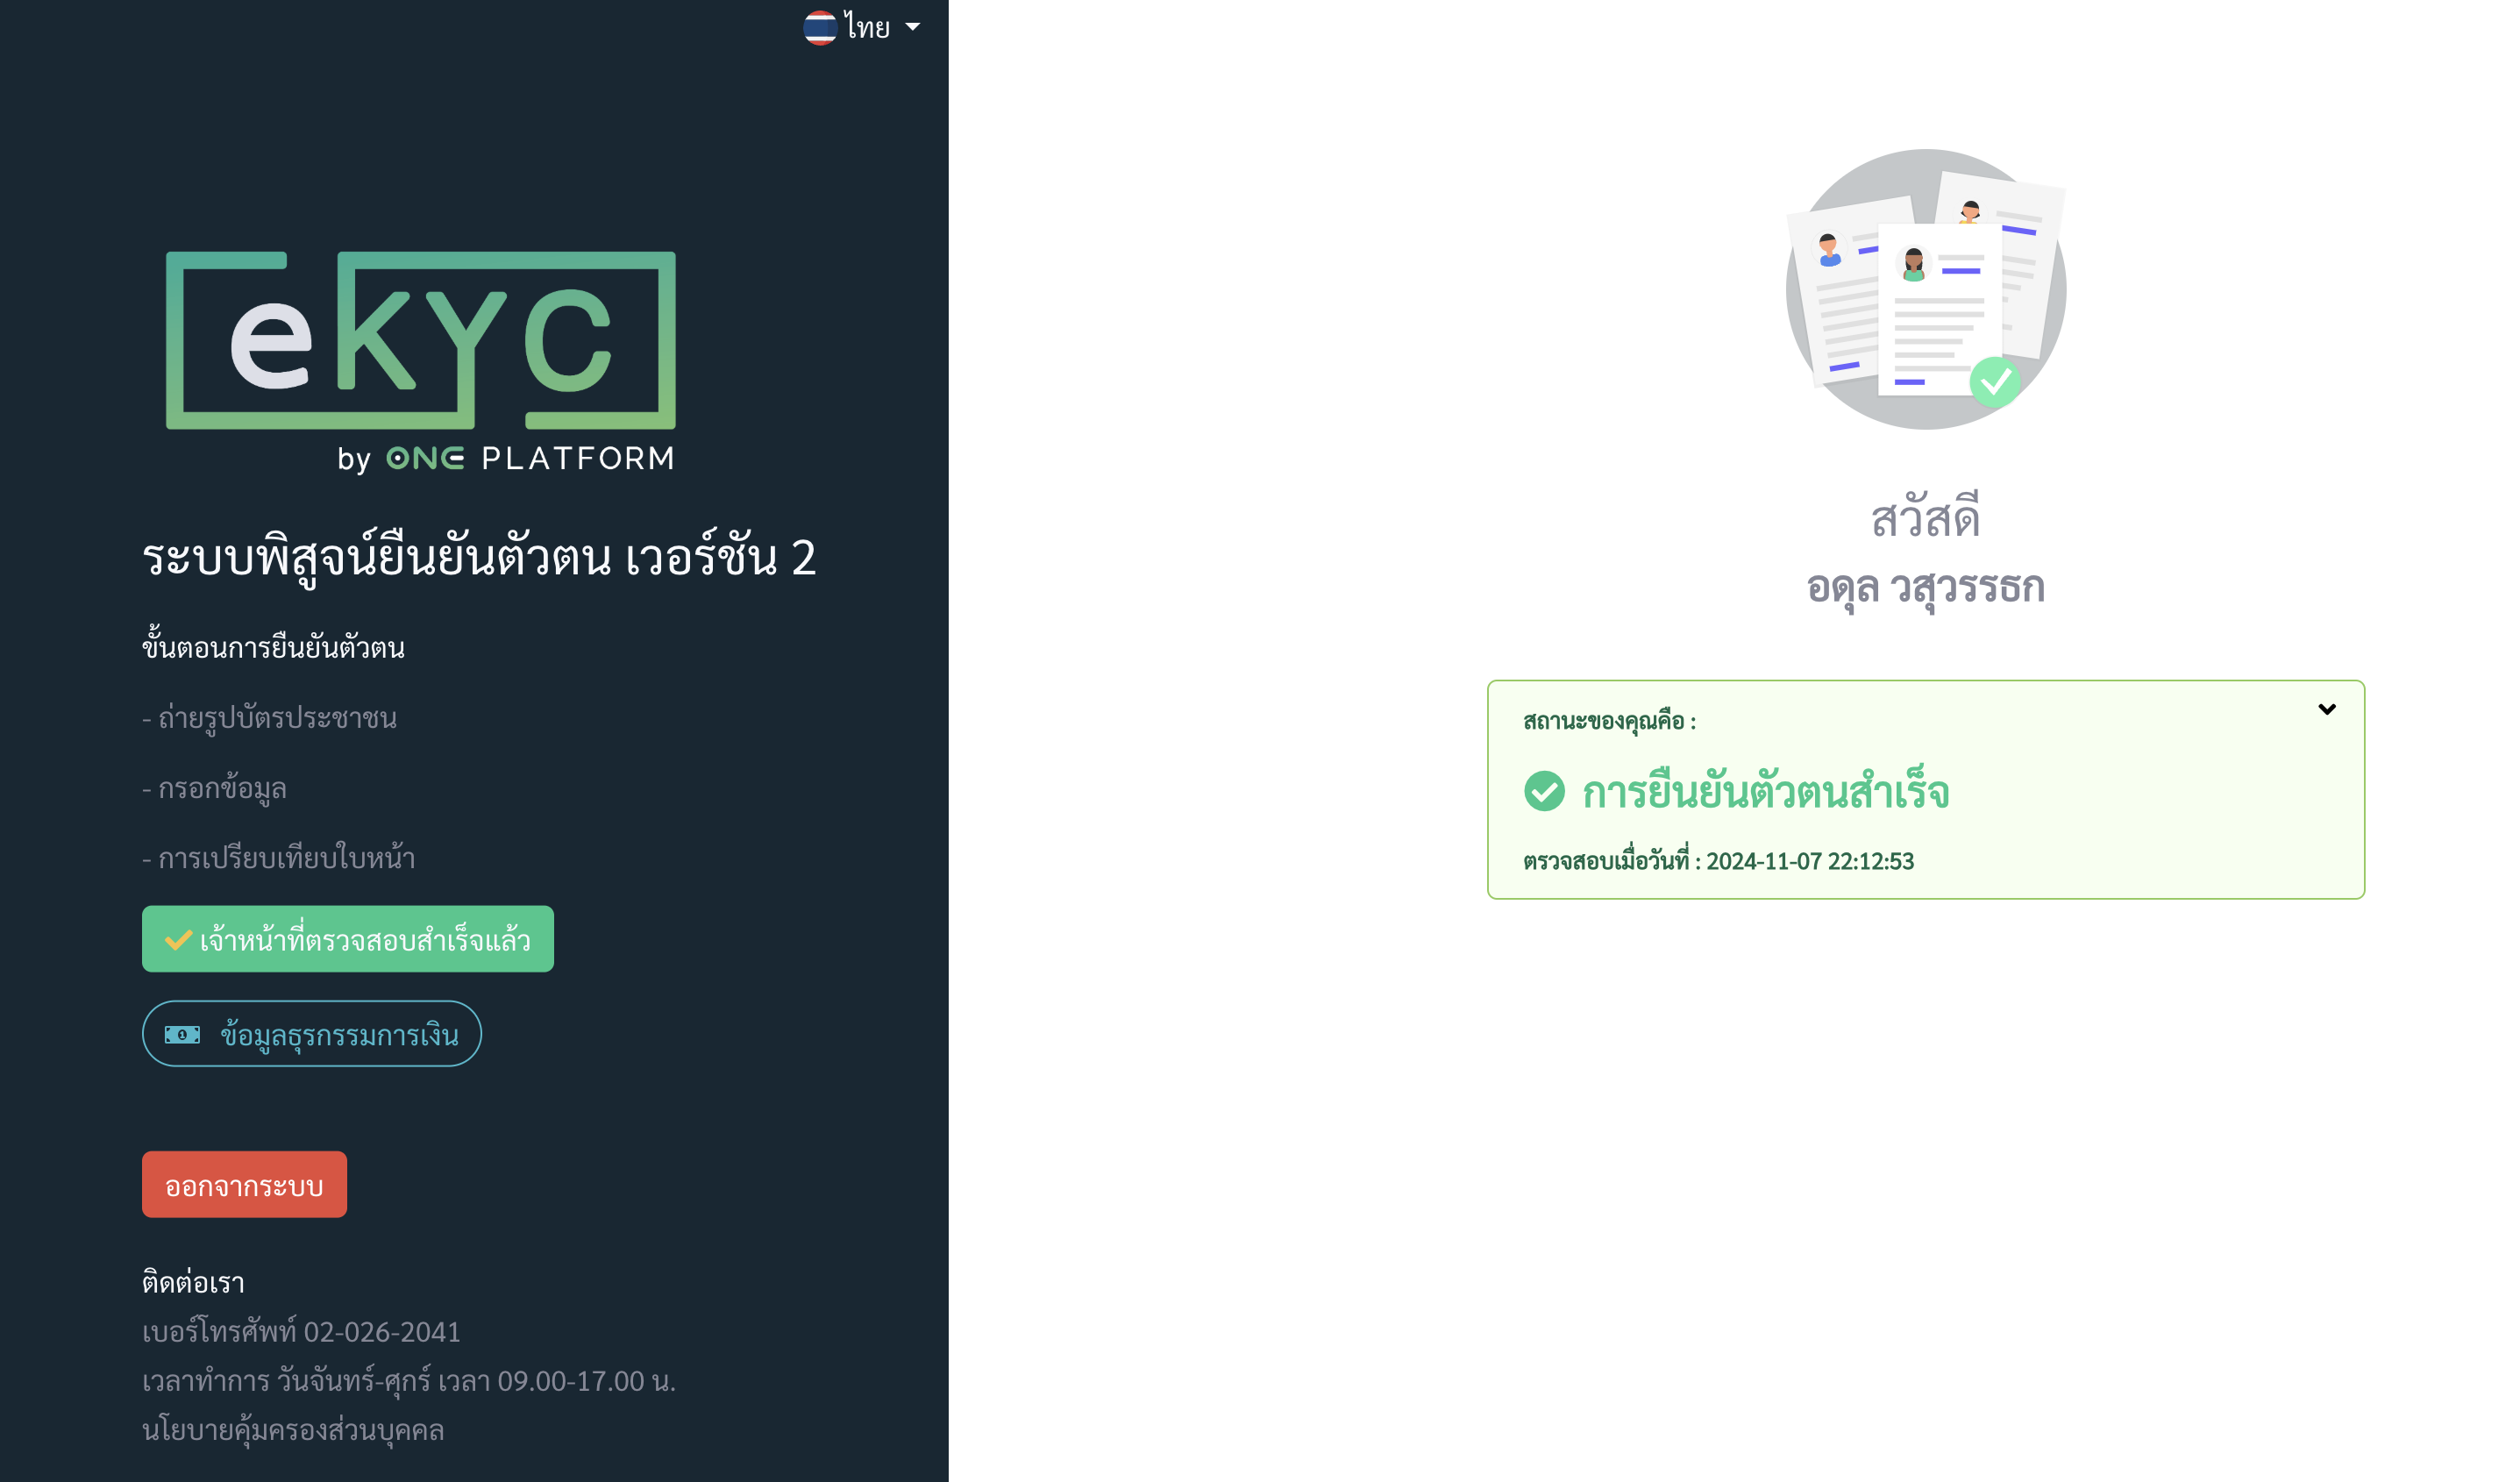 ไทย
eKYC
by ONE PLATFORM
ระบบพิสูจน์ยืนยันตัวตน เวอร์ชัน 2
ขั้นตอนการยืนยันตัวตน
- ถ่ายรูปบัตรประชาชน
- กรอกข้อมูล
- การเปรียบเทียบใบหน้า
เจ้าหน้าที่ตรวจสอบสำเร็จแล้ว
ข้อมูลธุรกรรมการเงิน
ออกจากระบบ
ติดต่อเรา
เบอร์โทรศัพท์ 02-026-2041
เวลาทำการ วันจันทร์-ศุกร์ เวลา 09.00-17.00 น.
นโยบายคุ้มครองส่วนบุคคล
สวัสดี
อดุล วสุวรรธก
สถานะของคุณคือ :
การยืนยันตัวตนสำเร็จ
ตรวจสอบเมื่อวันที่ : 2024-11-07 22:12:53